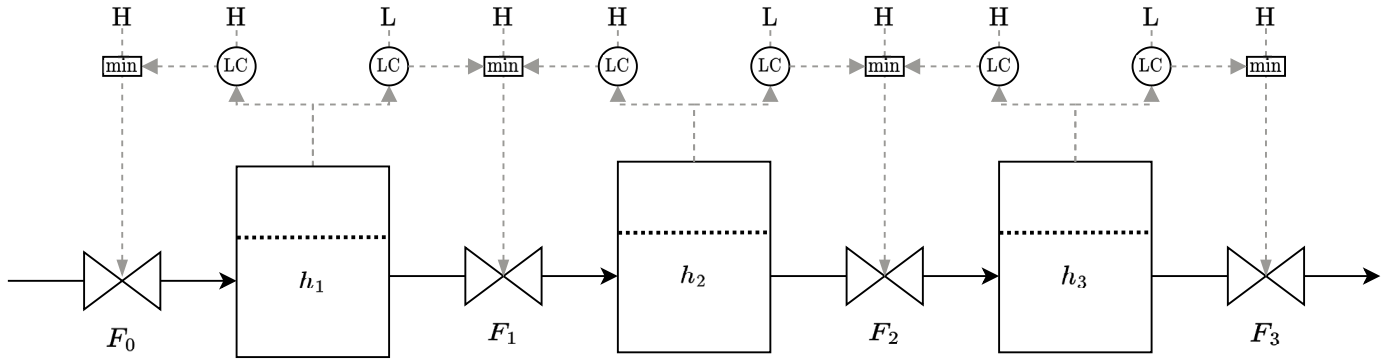 H H L H H L H H L H
min LC LC min LC LC min LC LC min
h₁ h₂ h₃
F₀ F₁ F₂ F₃